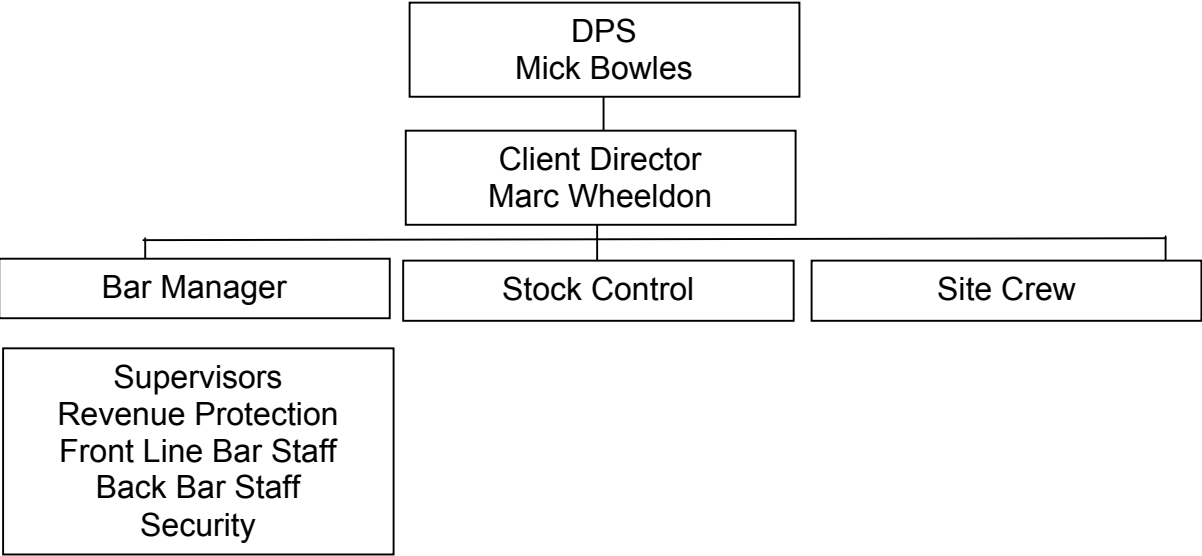 DPS
Mick Bowles
Client Director
Marc Wheeldon
Bar Manager
Stock Control
Site Crew
Supervisors
Revenue Protection
Front Line Bar Staff
Back Bar Staff
Security